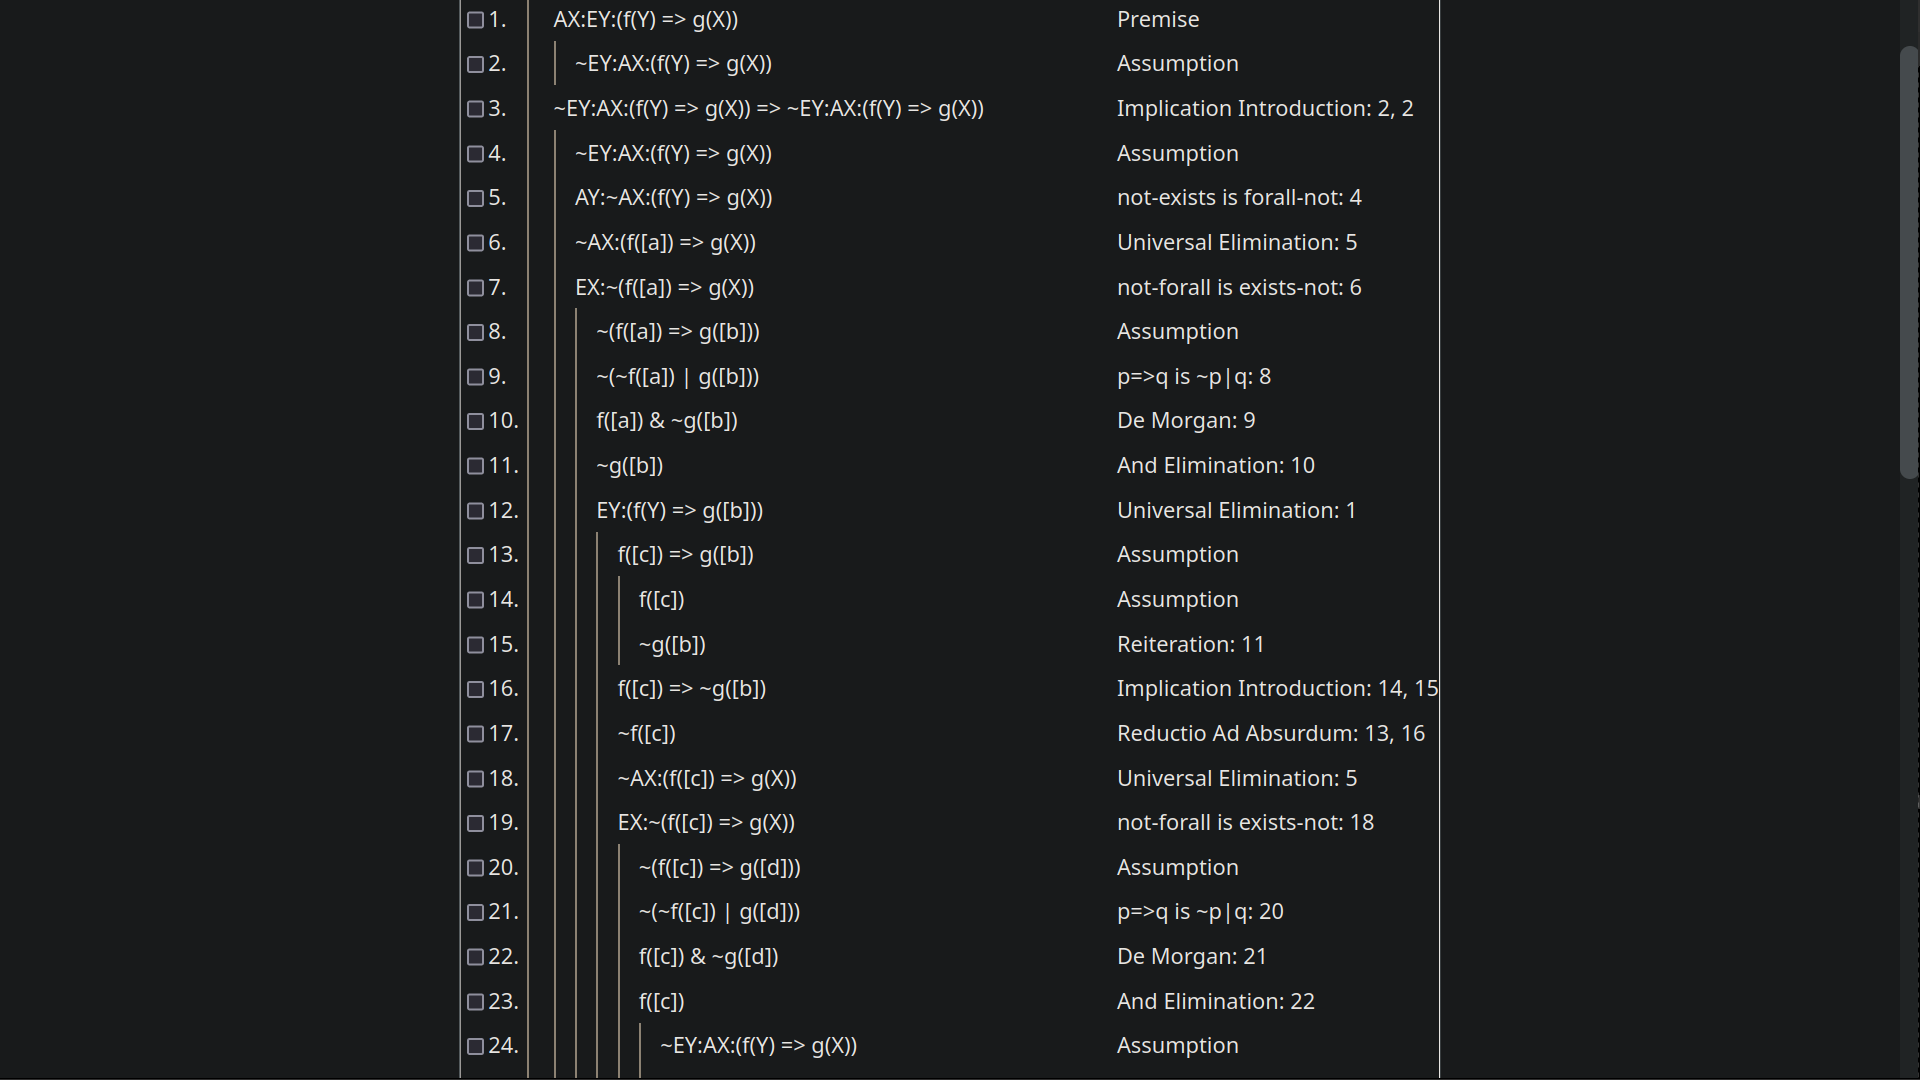 1. AX:EY:(f(Y) => g(X)) Premise
2. ~EY:AX:(f(Y) => g(X)) Assumption
3. ~EY:AX:(f(Y) => g(X)) => ~EY:AX:(f(Y) => g(X)) Implication Introduction: 2, 2
4. ~EY:AX:(f(Y) => g(X)) Assumption
5. AY:~AX:(f(Y) => g(X)) not-exists is forall-not: 4
6. ~AX:(f([a]) => g(X)) Universal Elimination: 5
7. EX:~(f([a]) => g(X)) not-forall is exists-not: 6
8. ~(f([a]) => g([b])) Assumption
9. ~(~f([a]) | g([b])) p=>q is ~p|q: 8
10. f([a]) & ~g([b]) De Morgan: 9
11. ~g([b]) And Elimination: 10
12. EY:(f(Y) => g([b])) Universal Elimination: 1
13. f([c]) => g([b]) Assumption
14. f([c]) Assumption
15. ~g([b]) Reiteration: 11
16. f([c]) => ~g([b]) Implication Introduction: 14, 15
17. ~f([c]) Reductio Ad Absurdum: 13, 16
18. ~AX:(f([c]) => g(X)) Universal Elimination: 5
19. EX:~(f([c]) => g(X)) not-forall is exists-not: 18
20. ~(f([c]) => g([d])) Assumption
21. ~(~f([c]) | g([d])) p=>q is ~p|q: 20
22. f([c]) & ~g([d]) De Morgan: 21
23. f([c]) And Elimination: 22
24. ~EY:AX:(f(Y) => g(X)) Assumption